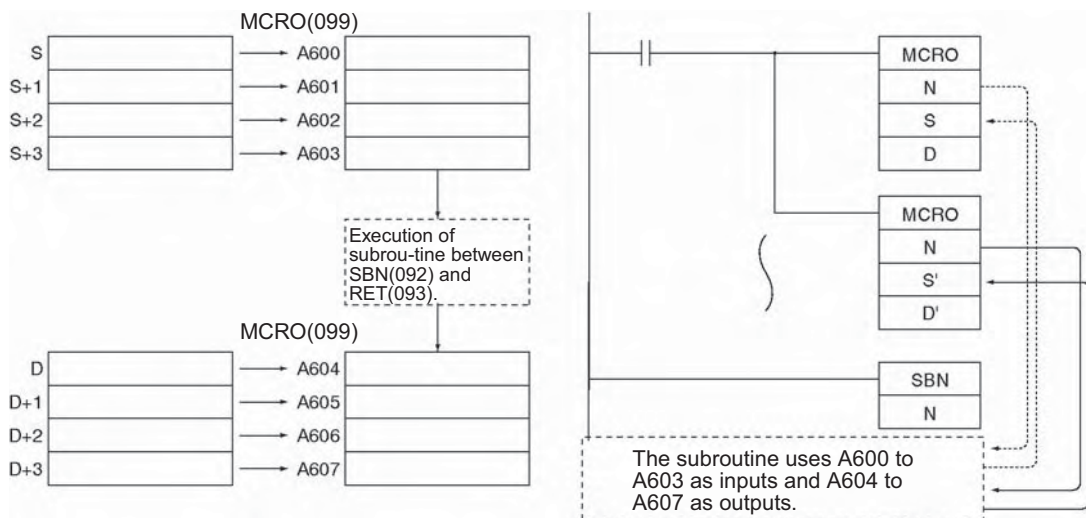 MCRO(099)
S
A600
S+1
A601
S+2
A602
S+3
A603
Execution of
subrou-tine between
SBN(092) and
RET(093).
MCRO(099)
D
A604
D+1
A605
D+2
A606
D+3
A607
MCRO
N
S
D
MCRO
N
S'
D'
SBN
N
The subroutine uses A600 to
A603 as inputs and A604 to
A607 as outputs.